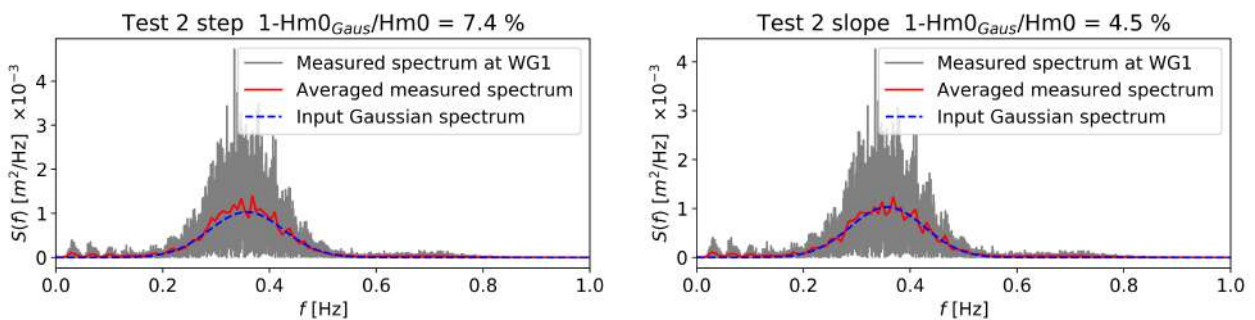 Test 2 step 1-Hm0_Gaus/Hm0 = 7.4 %
Measured spectrum at WG1
Averaged measured spectrum
Input Gaussian spectrum
S(f) [m²/Hz] ×10⁻³
4
3
2
1
0
0.0 0.2 0.4 0.6 0.8 1.0
f [Hz]
Test 2 slope 1-Hm0_Gaus/Hm0 = 4.5 %
Measured spectrum at WG1
Averaged measured spectrum
Input Gaussian spectrum
S(f) [m²/Hz] ×10⁻³
4
3
2
1
0
0.0 0.2 0.4 0.6 0.8 1.0
f [Hz]